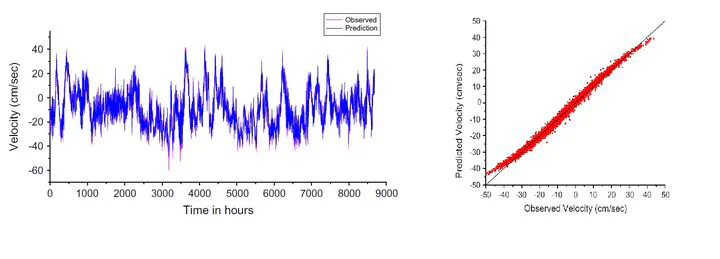 Observed
Prediction
40
20
0
-20
-40
-60
Velocity (cm/sec)
0 1000 2000 3000 4000 5000 6000 7000 8000 9000
Time in hours
50
40
30
20
10
0
-10
-20
-30
-40
-50
Predicted Velocity (cm/sec)
-50 -40 -30 -20 -10 0 10 20 30 40 50
Observed Velocity (cm/sec)